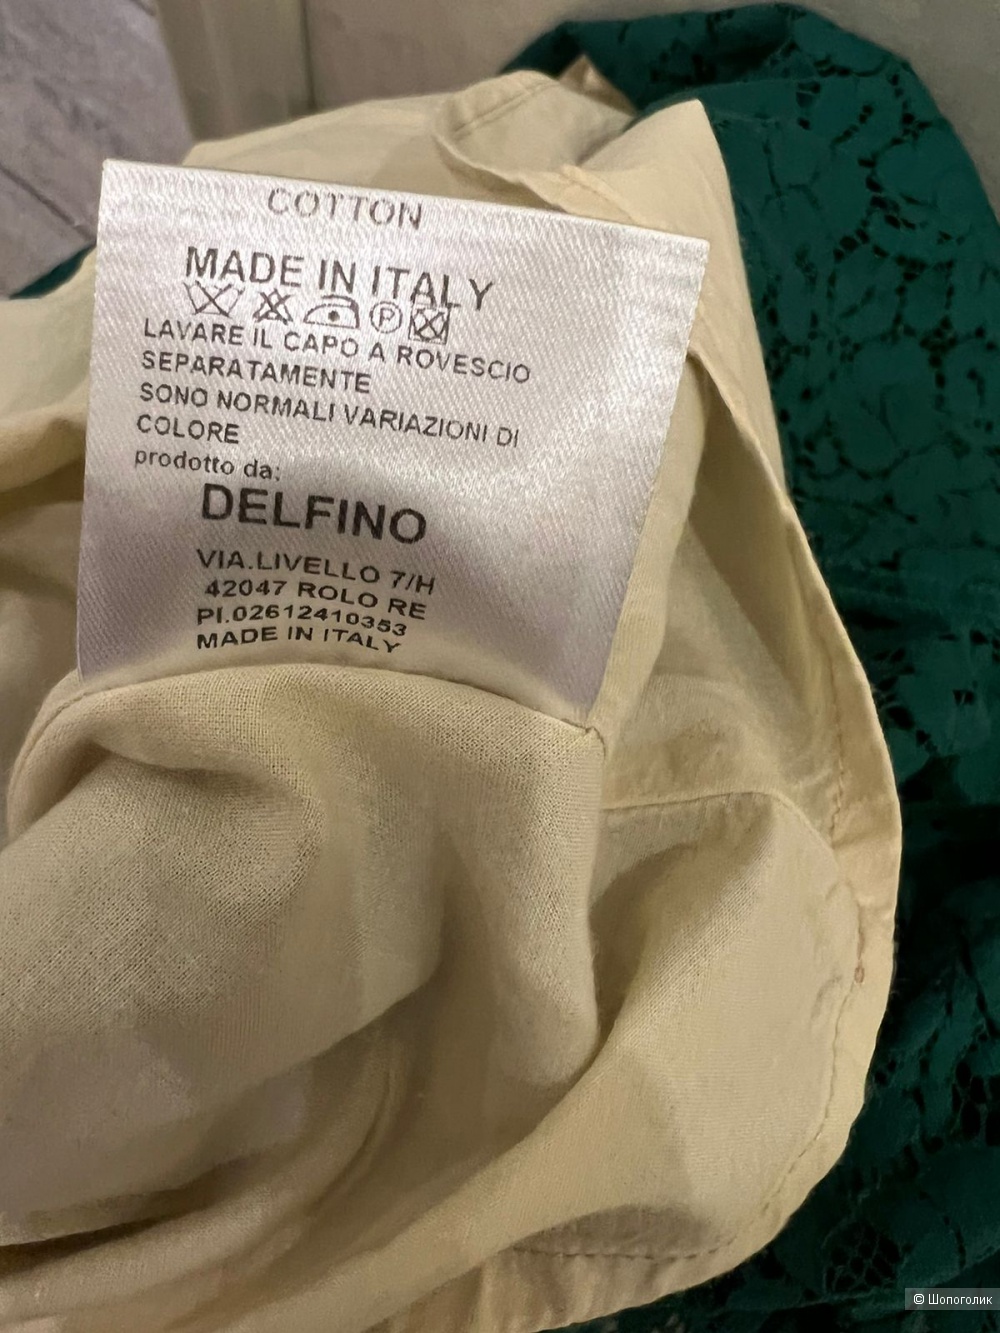 COTTON
MADE IN ITALY
P
LAVARE IL CAPO A ROVESCIO
SEPARATAMENTE
SONO NORMALI VARIAZIONI DI
COLORE
prodotto da:
DELFINO
VIA.LIVELLO 7/H
42047 ROLO RE
PI.02612410353
MADE IN ITALY
© Шопоголик